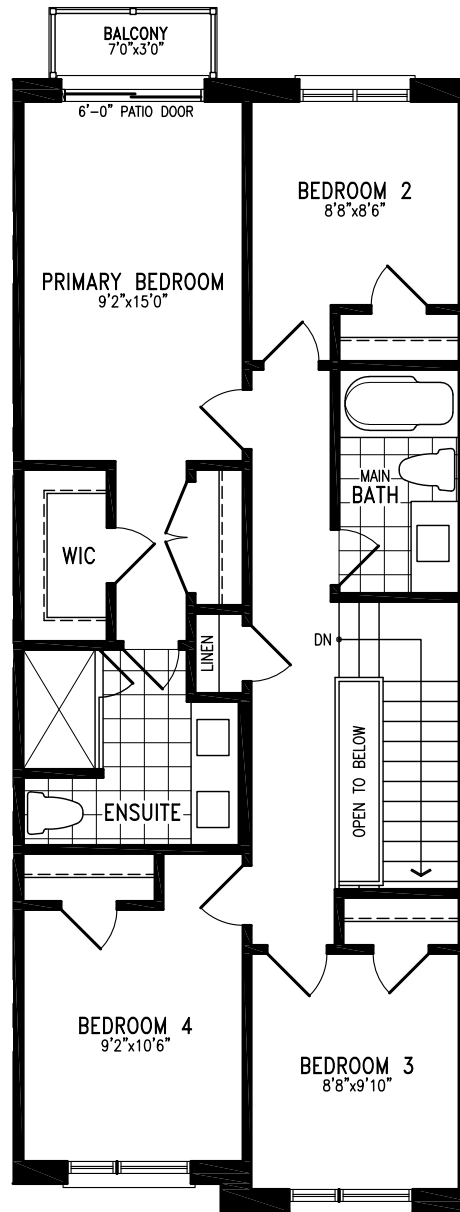 BALCONY
7'0"x3'0"
6'-0" PATIO DOOR
BEDROOM 2
8'8"x8'6"
PRIMARY BEDROOM
9'2"x15'0"
MAIN
BATH
WIC
LINEN
DN
OPEN TO BELOW
ENSUITE
BEDROOM 4
9'2"x10'6"
BEDROOM 3
8'8"x9'10"